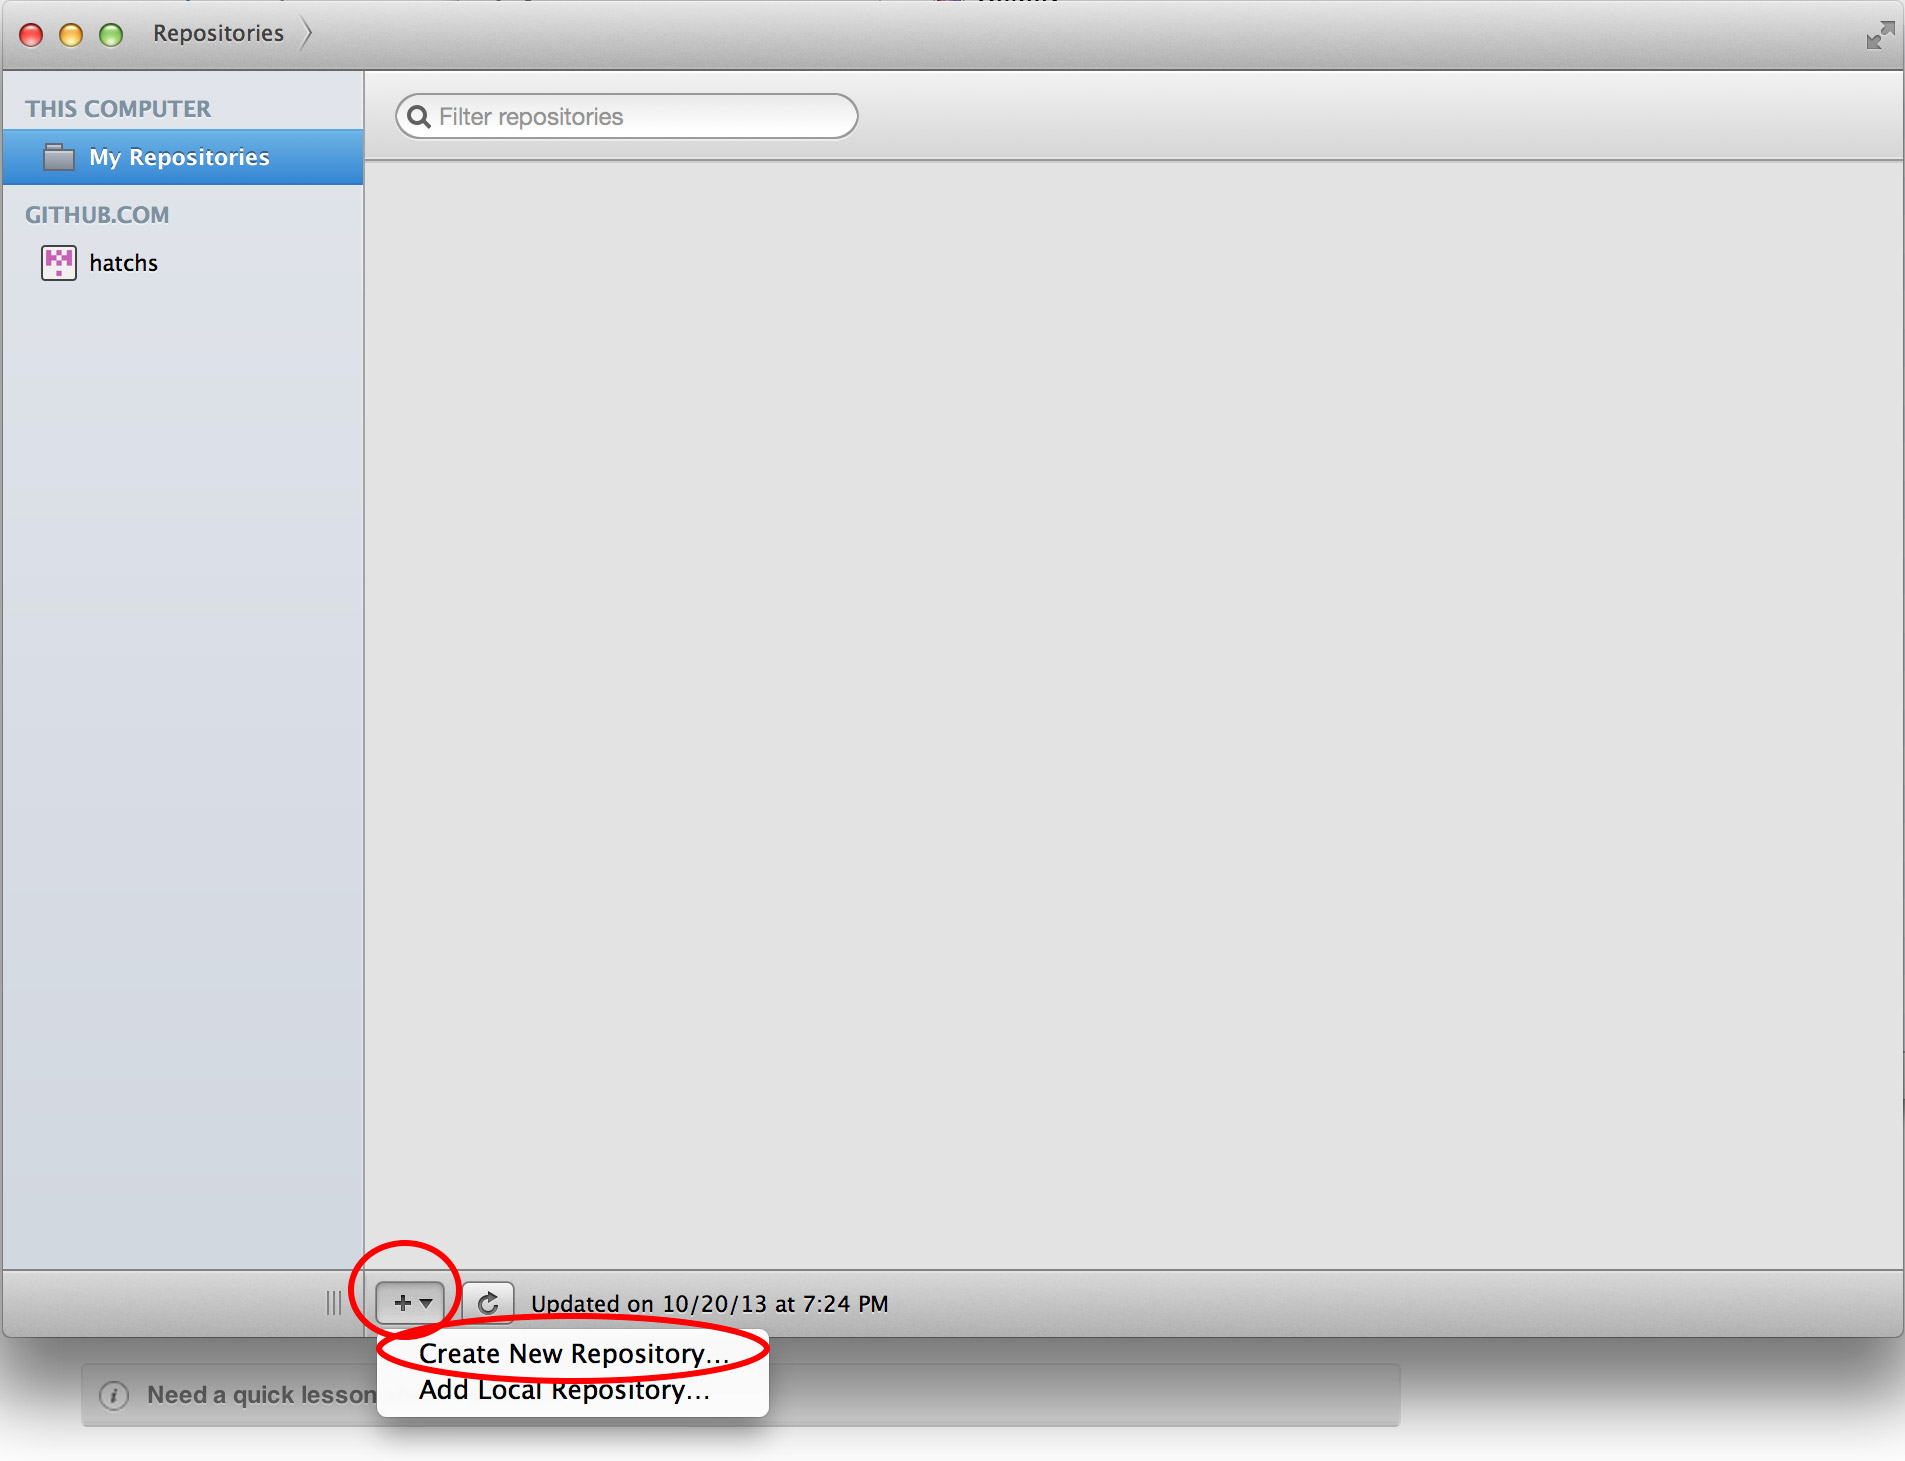 Repositories
THIS COMPUTER
Filter repositories
My Repositories
GITHUB.COM
hatchs
Updated on 10/20/13 at 7:24 PM
Create New Repository...
Add Local Repository...
Need a quick lesson